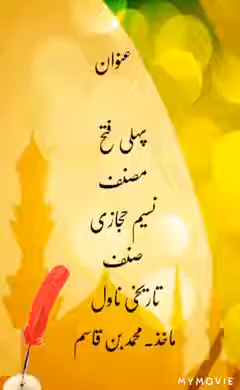 عنوان
پہلی فتح
مصنف
نسیم حجازی
صنف
تاریخی ناول
ماخذ۔ محمد بن قاسم
MYMOVIE